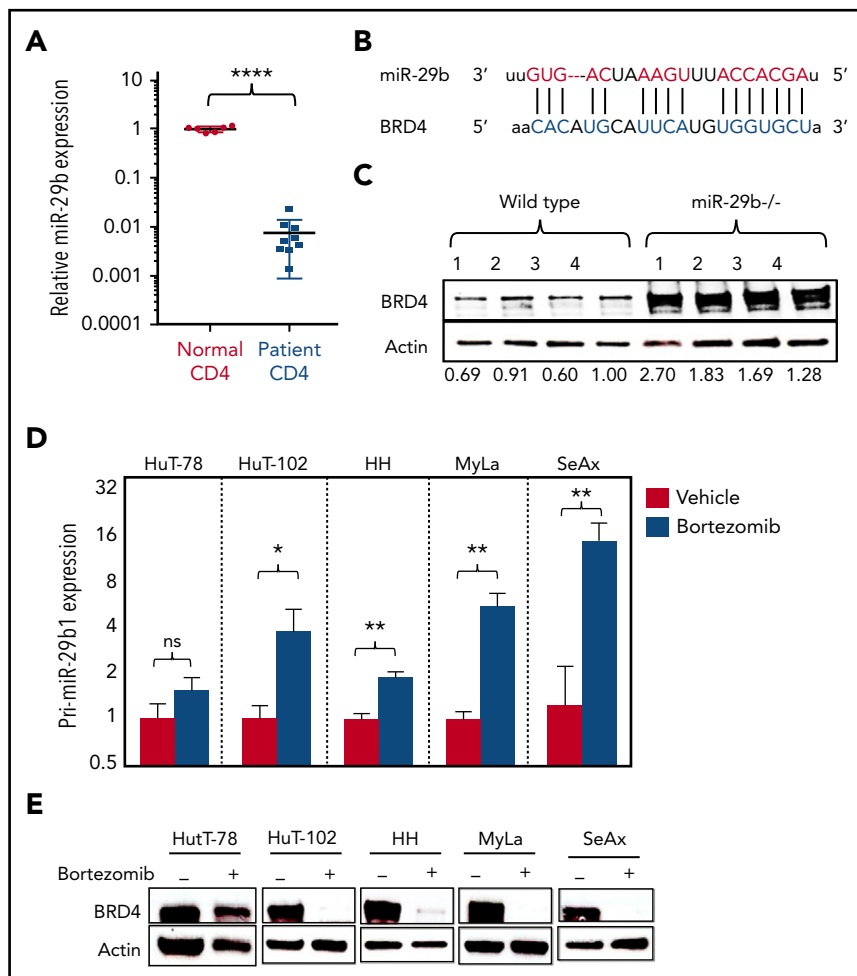 A
****
Relative miR-29b expression
10
1
0.1
0.01
0.001
0.0001
Normal CD4
Patient CD4
B
miR-29b 3' uuGUG---ACUAAAGUUUACCACGAu 5'
BRD4 5' aaCACAUGCAUUCAUGUGGUGCUa 3'
C
Wild type miR-29b-/-
1 2 3 4 1 2 3 4
BRD4
Actin
0.69 0.91 0.60 1.00 2.70 1.83 1.69 1.28
D
HuT-78 HuT-102 HH MyLa SeAx
Pri-miR-29b1 expression
32
16
8
4
2
1
0.5
ns * ** ** **
Vehicle
Bortezomib
E
HutT-78 HuT-102 HH MyLa SeAx
Bortezomib – + – + – + – + – +
BRD4
Actin